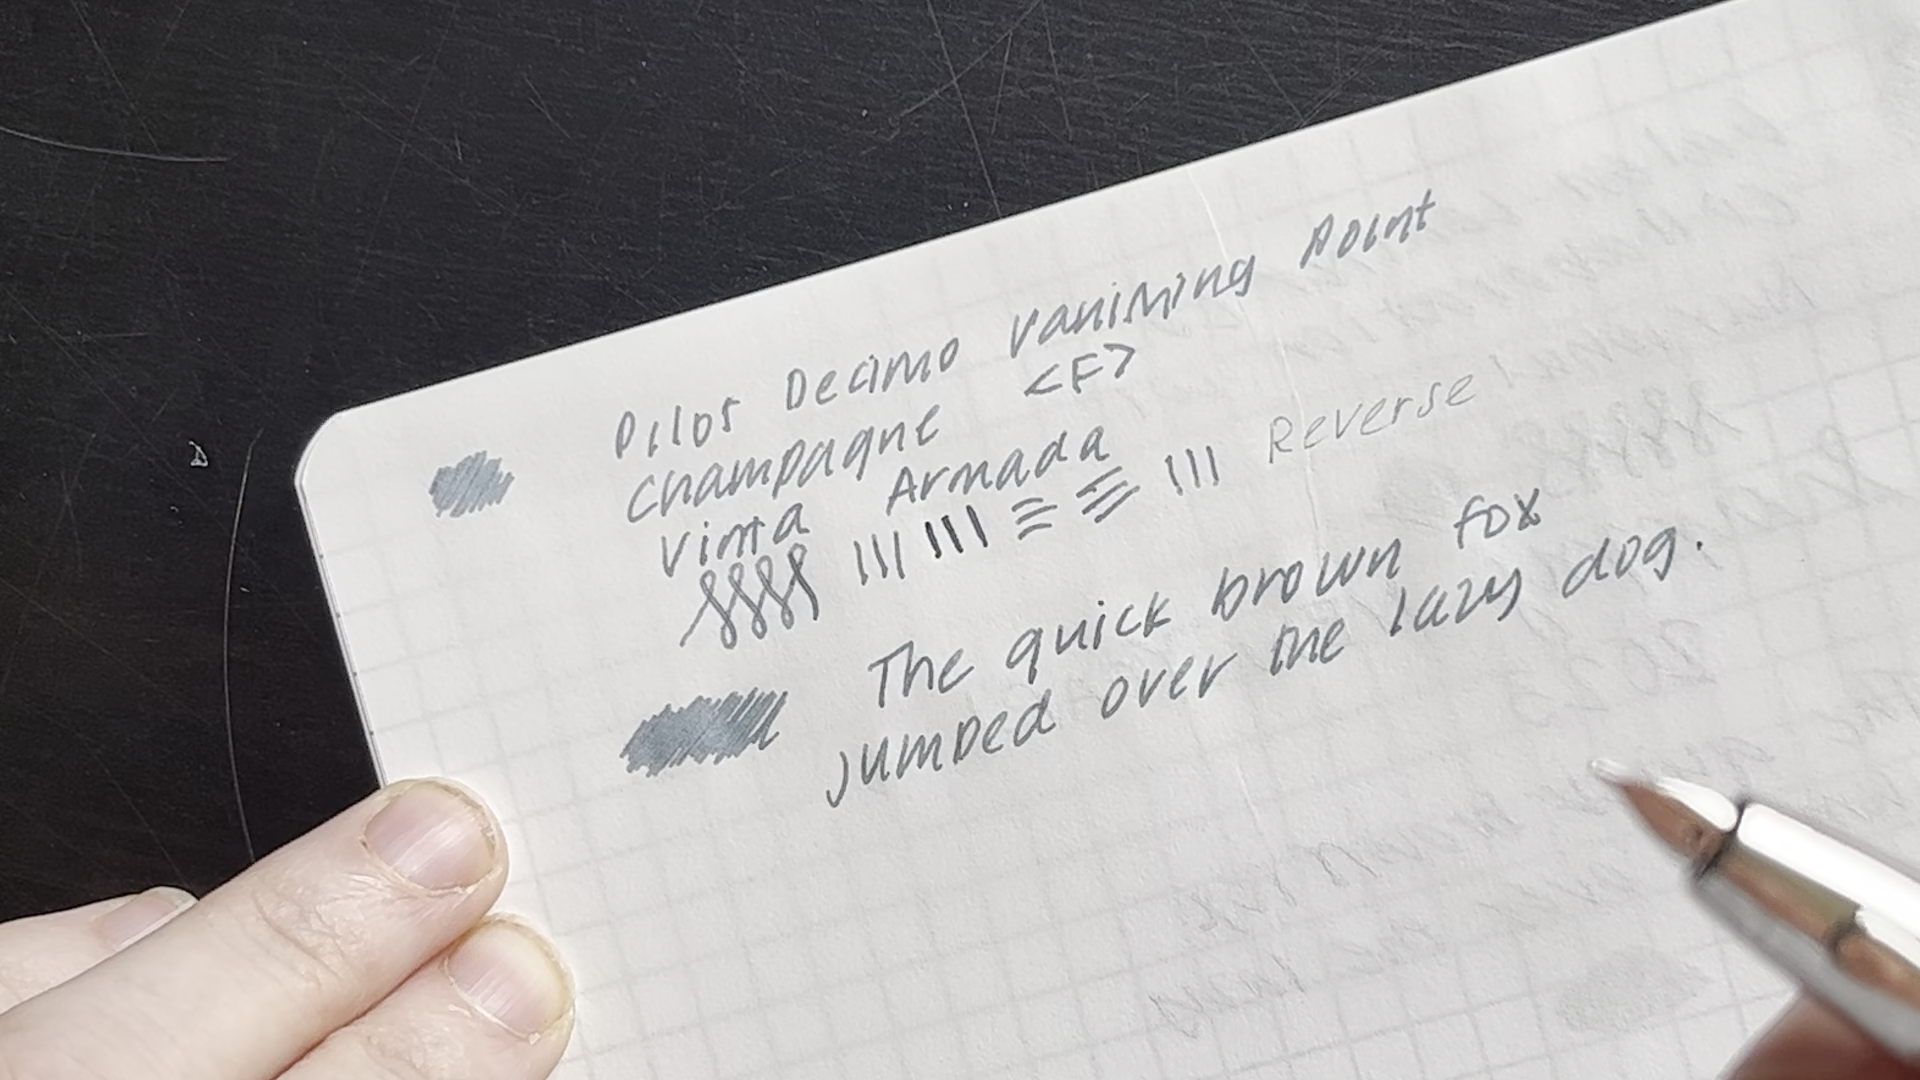 Pilot Decimo Vanishing Point
Champagne <F>
Vinta Armada
Reverse
The quick brown fox
jumped over the lazy dog.